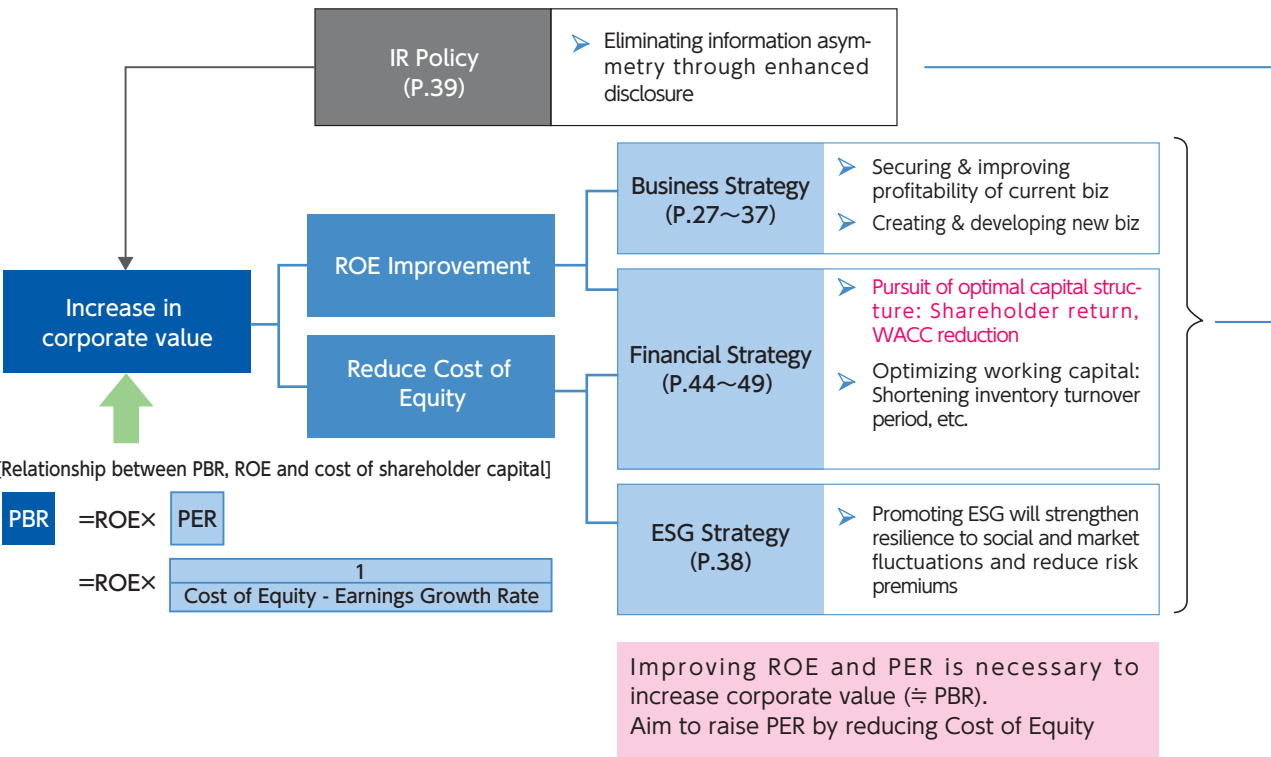 IR Policy
(P.39)
➢ Eliminating information asym-
metry through enhanced
disclosure
Business Strategy
(P.27～37)
➢ Securing & improving
profitability of current biz
➢ Creating & developing new biz
ROE Improvement
Increase in
corporate value
Reduce Cost of
Equity
Financial Strategy
(P.44～49)
➢ Pursuit of optimal capital struc-
ture: Shareholder return,
WACC reduction
➢ Optimizing working capital:
Shortening inventory turnover
period, etc.
[Relationship between PBR, ROE and cost of shareholder capital]
PBR =ROE× PER
=ROE×
1
Cost of Equity - Earnings Growth Rate
ESG Strategy
(P.38)
➢ Promoting ESG will strengthen
resilience to social and market
fluctuations and reduce risk
premiums
Improving ROE and PER is necessary to
increase corporate value (≒ PBR).
Aim to raise PER by reducing Cost of Equity